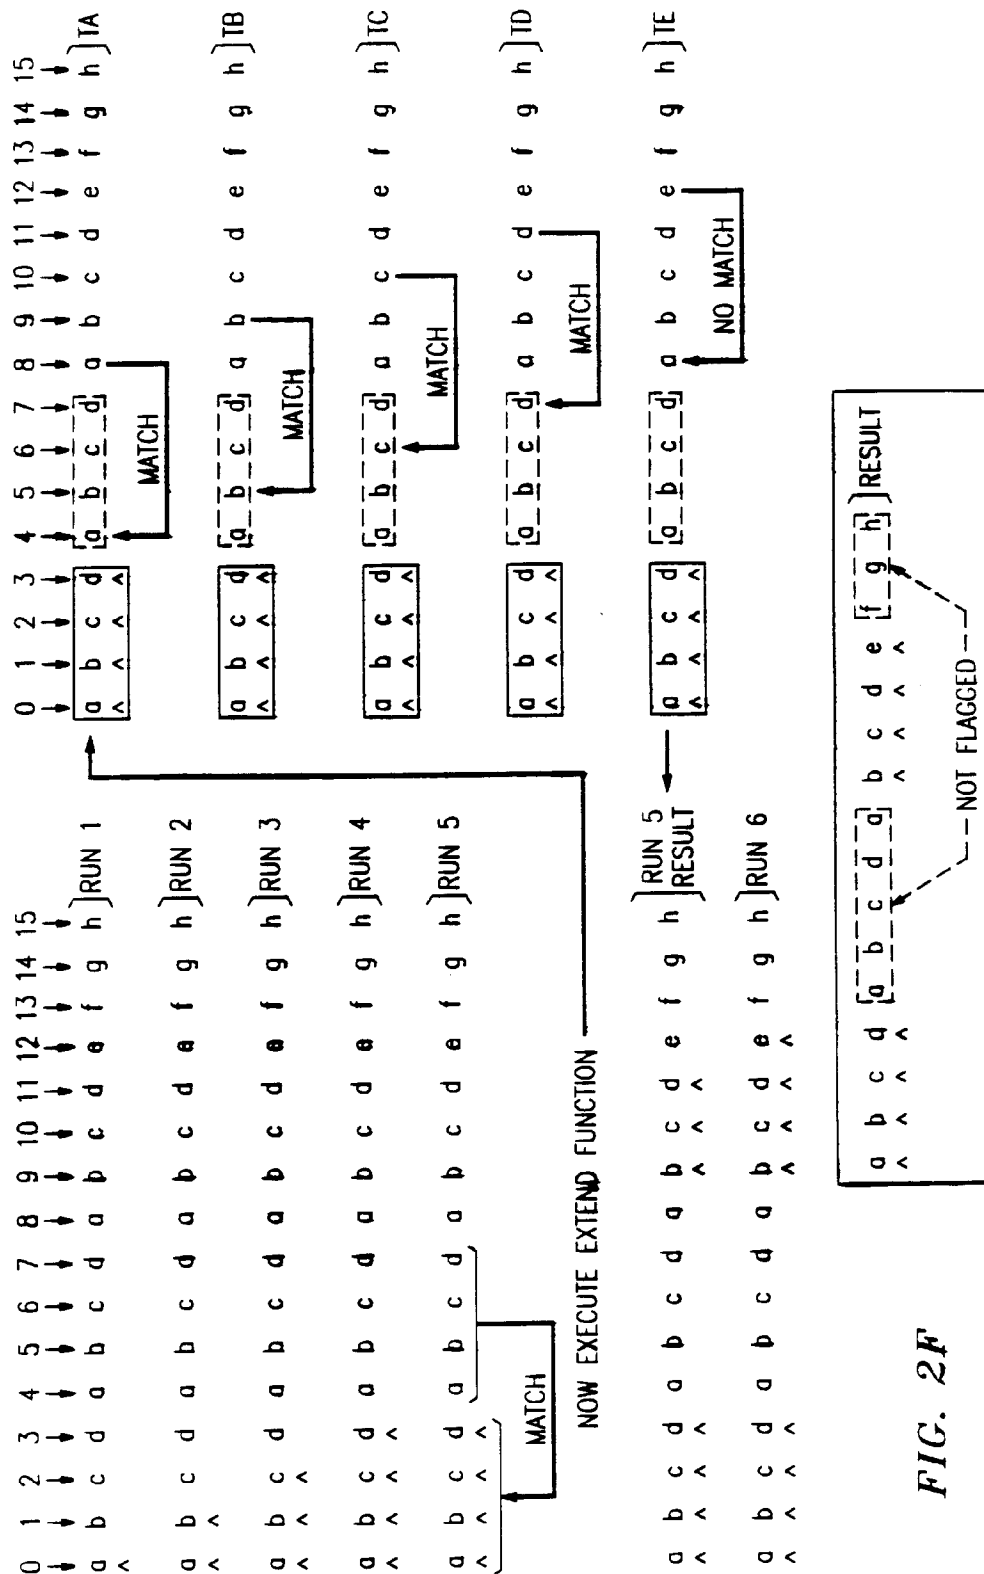 0 1 2 3 4 5 6 7 8 9 10 11 12 13 14 15
a b c d a b c d a b c d e f g h }RUN 1
^
a b c d a b c d a b c d e f g h }RUN 2
^ ^
a b c d a b c d a b c d e f g h }RUN 3
^ ^ ^
a b c d a b c d a b c d e f g h }RUN 4
^ ^ ^ ^
a b c d a b c d a b c d e f g h }RUN 5
^ ^ ^ ^
MATCH
NOW EXECUTE EXTEND FUNCTION
a b c d a b c d a b c d e f g h }RUN 5 RESULT
^ ^ ^ ^ ^ ^ ^
a b c d a b c d a b c d e f g h }RUN 6
^ ^ ^ ^ ^ ^ ^ ^
0 1 2 3 4 5 6 7 8 9 10 11 12 13 14 15
a b c d a b c d a b c d e f g h }TA
^ ^ ^ ^
MATCH
a b c d a b c d a b c d e f g h }TB
^ ^ ^ ^
MATCH
a b c d a b c d a b c d e f g h }TC
^ ^ ^ ^
MATCH
a b c d a b c d a b c d e f g h }TD
^ ^ ^ ^
MATCH
a b c d a b c d a b c d e f g h }TE
^ ^ ^ ^
NO MATCH
a b c d a b c d a b c d e f g h }RESULT
^ ^ ^ ^ ^ ^ ^ ^
NOT FLAGGED
FIG. 2F